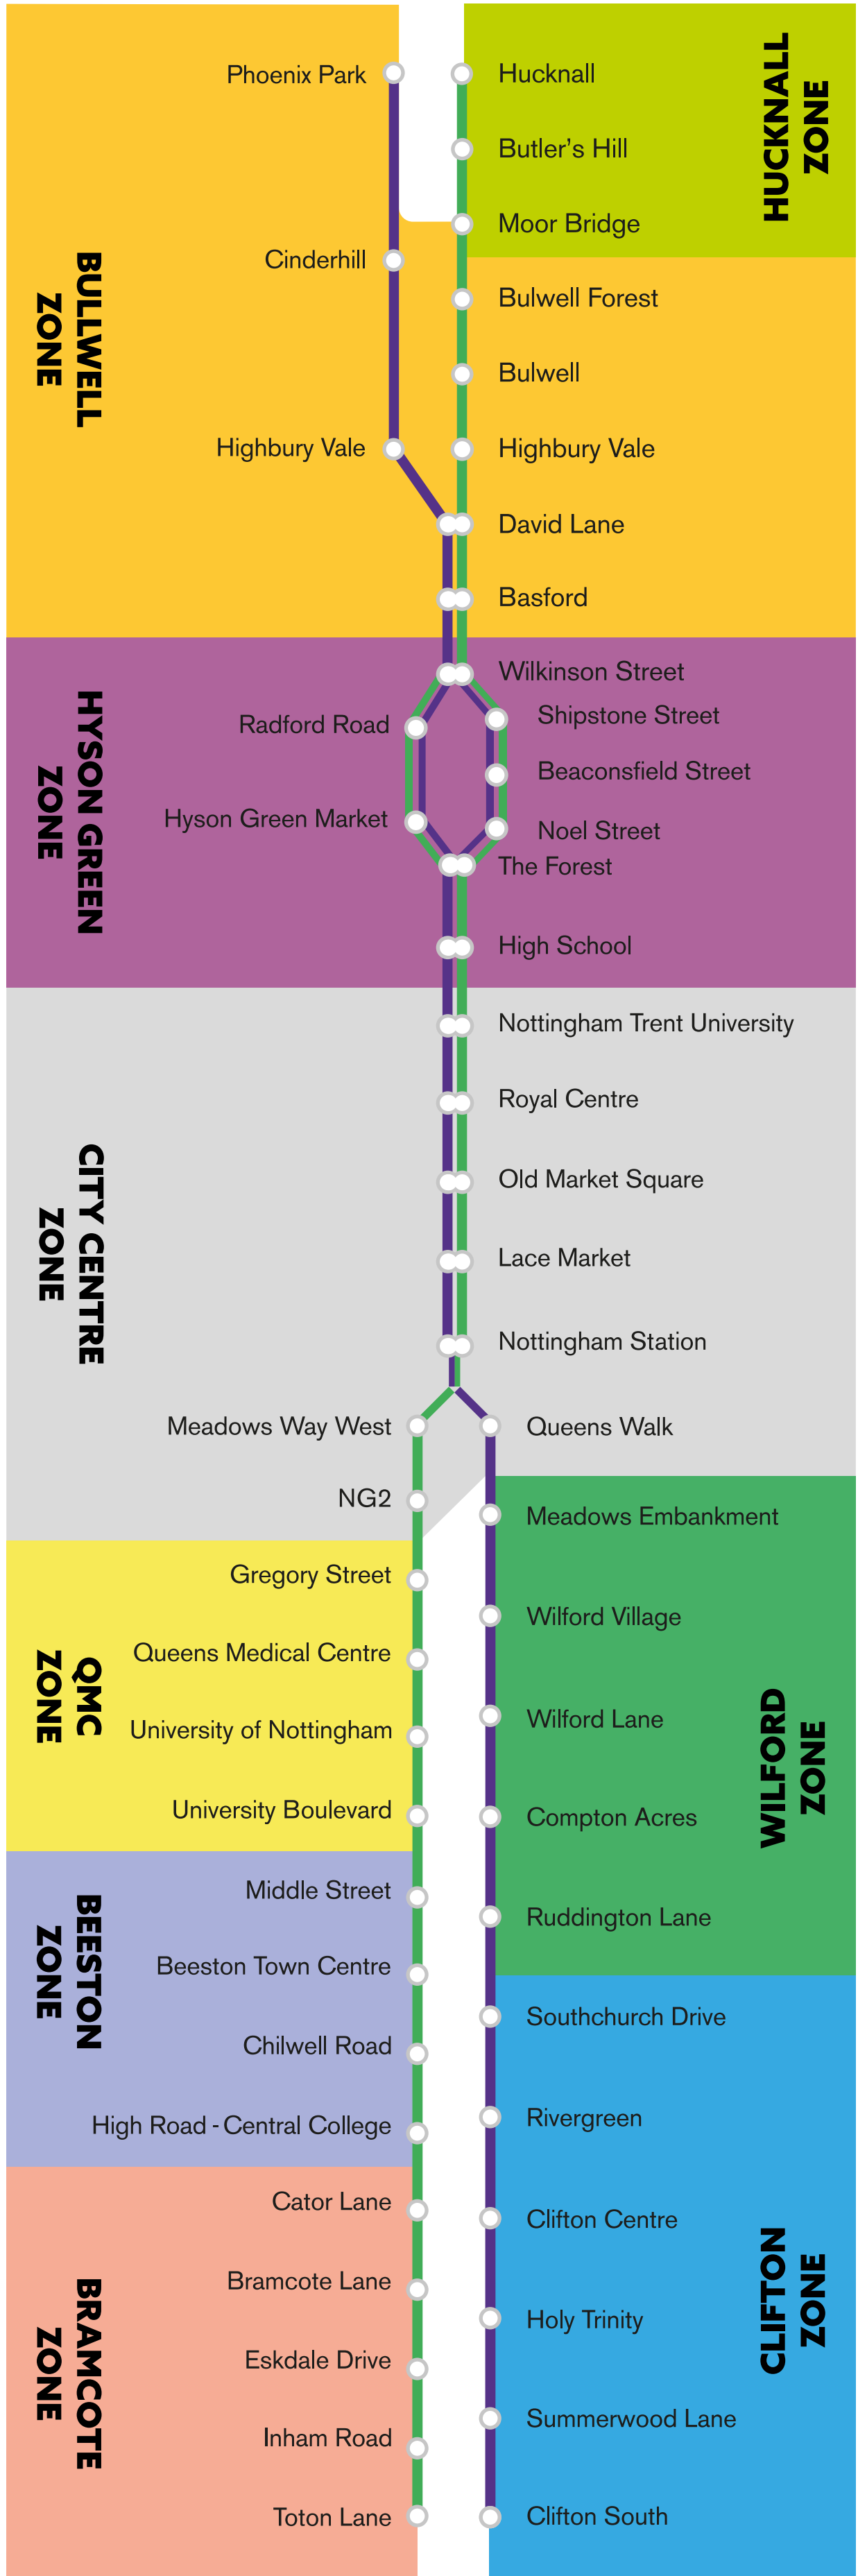 Phoenix Park
Hucknall
HUCKNALL
ZONE
Butler's Hill
Moor Bridge
BULLWELL
ZONE
Cinderhill
Bulwell Forest
Bulwell
Highbury Vale
Highbury Vale
David Lane
Basford
HYSON GREEN
ZONE
Wilkinson Street
Radford Road
Shipstone Street
Beaconsfield Street
Hyson Green Market
Noel Street
The Forest
High School
CITY CENTRE
ZONE
Nottingham Trent University
Royal Centre
Old Market Square
Lace Market
Nottingham Station
Meadows Way West
Queens Walk
NG2
Meadows Embankment
Gregory Street
Wilford Village
QMC
ZONE
Queens Medical Centre
WILFORD
ZONE
University of Nottingham
Wilford Lane
University Boulevard
Compton Acres
BEESTON
ZONE
Middle Street
Ruddington Lane
Beeston Town Centre
Southchurch Drive
Chilwell Road
High Road - Central College
Rivergreen
Cator Lane
Clifton Centre
CLIFTON
ZONE
BRAMCOTE
ZONE
Bramcote Lane
Holy Trinity
Eskdale Drive
Inham Road
Summerwood Lane
Toton Lane
Clifton South